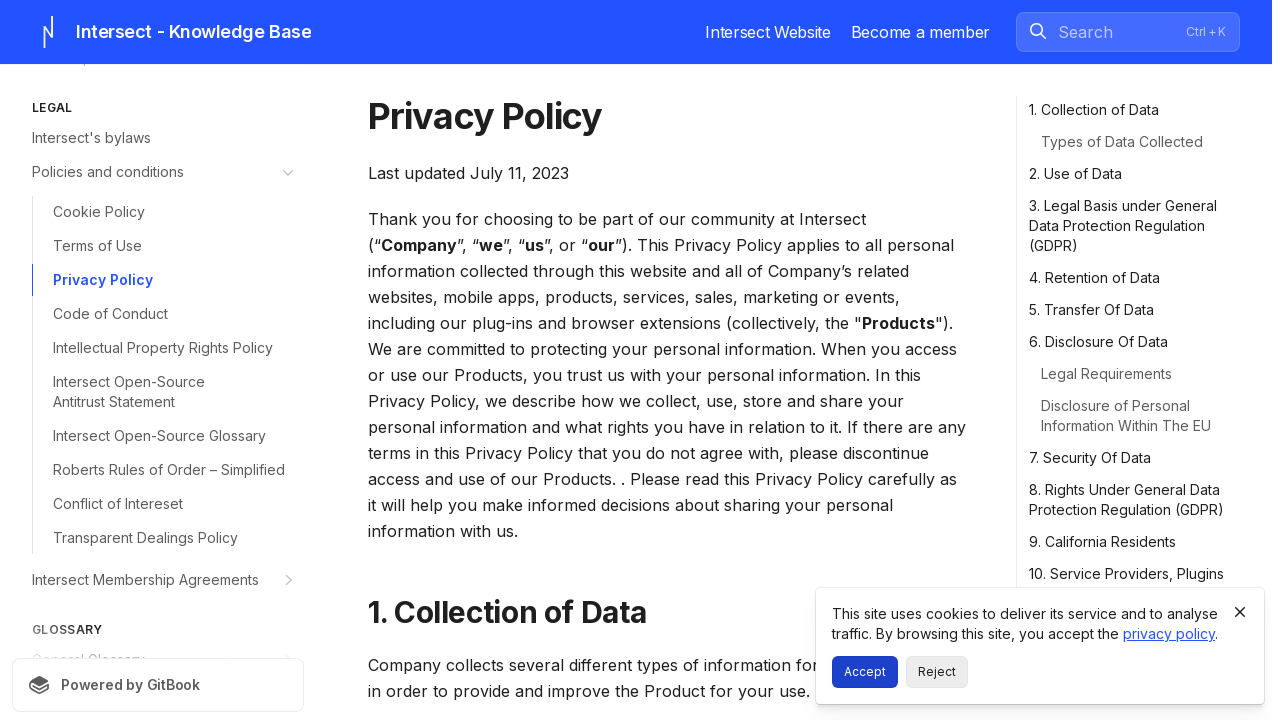 Intersect - Knowledge Base
Intersect Website
Become a member
Search
Ctrl + K
LEGAL
Intersect's bylaws
Policies and conditions
Cookie Policy
Terms of Use
Privacy Policy
Code of Conduct
Intellectual Property Rights Policy
Intersect Open-Source
Antitrust Statement
Intersect Open-Source Glossary
Roberts Rules of Order – Simplified
Conflict of Intereset
Transparent Dealings Policy
Intersect Membership Agreements
GLOSSARY
General Glossary
Powered by GitBook
Privacy Policy
Last updated July 11, 2023
Thank you for choosing to be part of our community at Intersect
(“Company”, “we”, “us”, or “our”). This Privacy Policy applies to all personal
information collected through this website and all of Company’s related
websites, mobile apps, products, services, sales, marketing or events,
including our plug-ins and browser extensions (collectively, the "Products").
We are committed to protecting your personal information. When you access
or use our Products, you trust us with your personal information. In this
Privacy Policy, we describe how we collect, use, store and share your
personal information and what rights you have in relation to it. If there are any
terms in this Privacy Policy that you do not agree with, please discontinue
access and use of our Products. . Please read this Privacy Policy carefully as
it will help you make informed decisions about sharing your personal
information with us.
1. Collection of Data
Company collects several different types of information for
in order to provide and improve the Product for your use.
1. Collection of Data
Types of Data Collected
2. Use of Data
3. Legal Basis under General
Data Protection Regulation
(GDPR)
4. Retention of Data
5. Transfer Of Data
6. Disclosure Of Data
Legal Requirements
Disclosure of Personal
Information Within The EU
7. Security Of Data
8. Rights Under General Data
Protection Regulation (GDPR)
9. California Residents
10. Service Providers, Plugins
This site uses cookies to deliver its service and to analyse
traffic. By browsing this site, you accept the privacy policy.
Accept
Reject